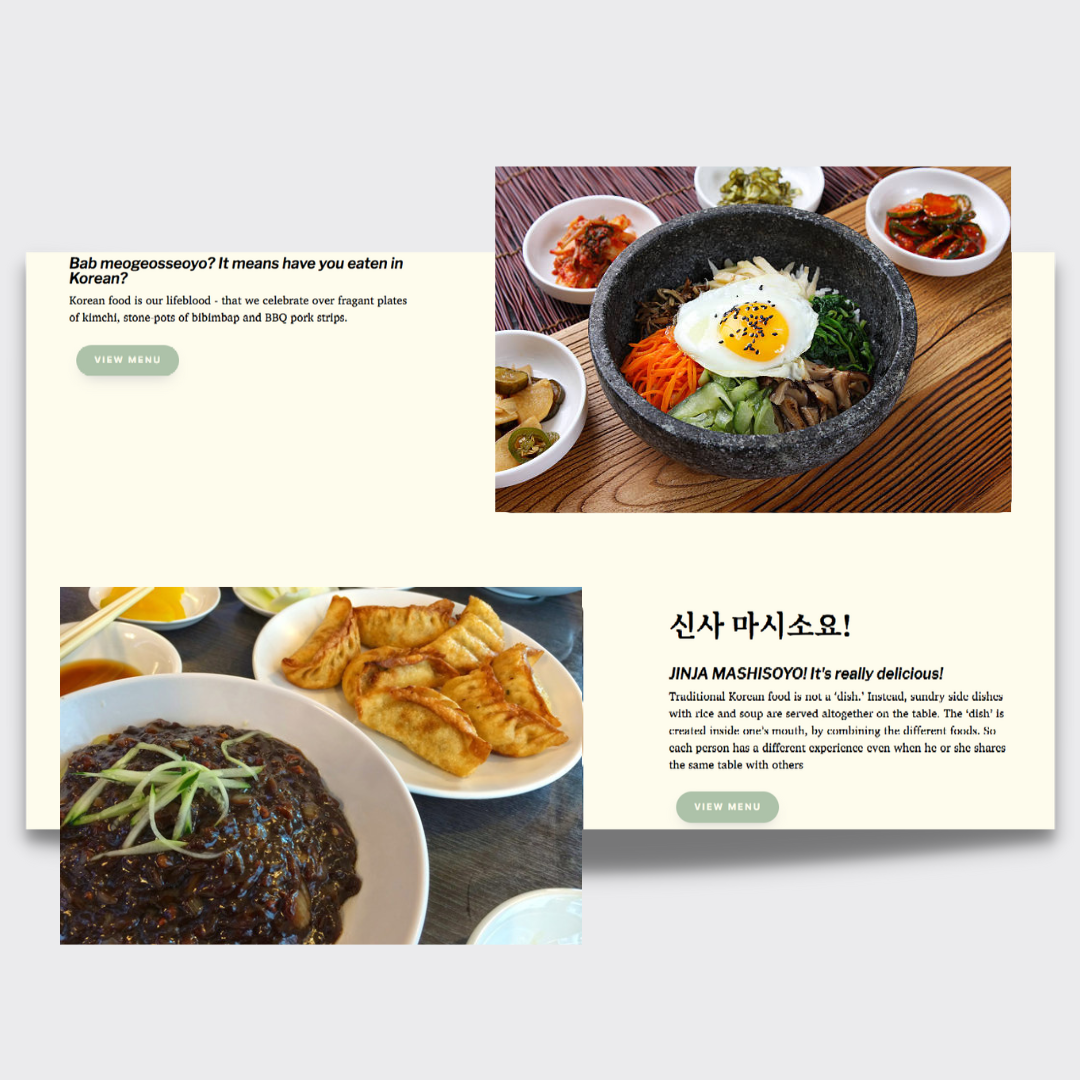 Bab meogeosseoyo? It means have you eaten in
Korean?
Korean food is our lifeblood - that we celebrate over fragant plates
of kimchi, stone-pots of bibimbap and BBQ pork strips.
VIEW MENU
신사 마시소요!
JINJA MASHISOYO! It's really delicious!
Traditional Korean food is not a 'dish.' Instead, sundry side dishes
with rice and soup are served altogether on the table. The 'dish' is
created inside one's mouth, by combining the different foods. So
each person has a different experience even when he or she shares
the same table with others
VIEW MENU